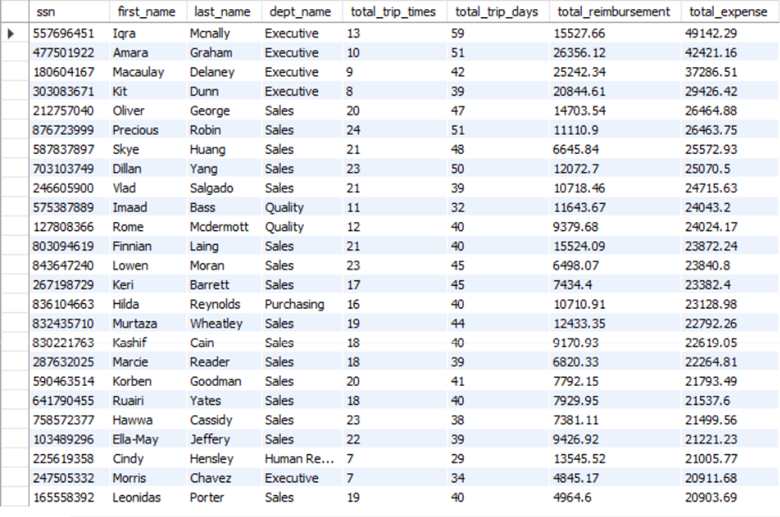 ssn first_name last_name dept_name total_trip_times total_trip_days total_reimbursement total_expense
557696451 Iqra Mcnally Executive 13 59 15527.66 49142.29
477501922 Amara Graham Executive 10 51 26356.12 42421.16
180604167 Macaulay Delaney Executive 9 42 25242.34 37286.51
303083671 Kit Dunn Executive 8 39 20844.61 29426.42
212757040 Oliver George Sales 20 47 14703.54 26464.88
876723999 Precious Robin Sales 24 51 11110.9 26463.75
587837897 Skye Huang Sales 21 48 6645.84 25572.93
703103749 Dillan Yang Sales 23 50 12072.7 25070.5
246605900 Vlad Salgado Sales 21 39 10718.46 24715.63
575387889 Imaad Bass Quality 11 32 11643.67 24043.2
127808366 Rome Mcdermott Quality 12 40 9379.68 24024.17
803094619 Finnian Laing Sales 21 40 15524.09 23872.24
843647240 Lowen Moran Sales 23 45 6498.07 23840.8
267198729 Keri Barrett Sales 17 45 7434.4 23382.4
836104663 Hilda Reynolds Purchasing 16 40 10710.91 23128.98
832435710 Murtaza Wheatley Sales 19 44 12433.35 22792.26
830221763 Kashif Cain Sales 18 40 9170.93 22619.05
287632025 Marcie Reader Sales 18 39 6820.33 22264.81
590463514 Korben Goodman Sales 20 41 7792.15 21793.49
641790455 Ruairi Yates Sales 18 40 7929.95 21537.6
758572377 Hawwa Cassidy Sales 23 38 7381.11 21499.56
103489296 Ella-May Jeffery Sales 22 39 9426.92 21221.23
225619358 Cindy Hensley Human Re... 7 29 13545.52 21005.77
247505332 Morris Chavez Executive 7 34 4845.17 20911.68
165558392 Leonidas Porter Sales 19 40 4964.6 20903.69